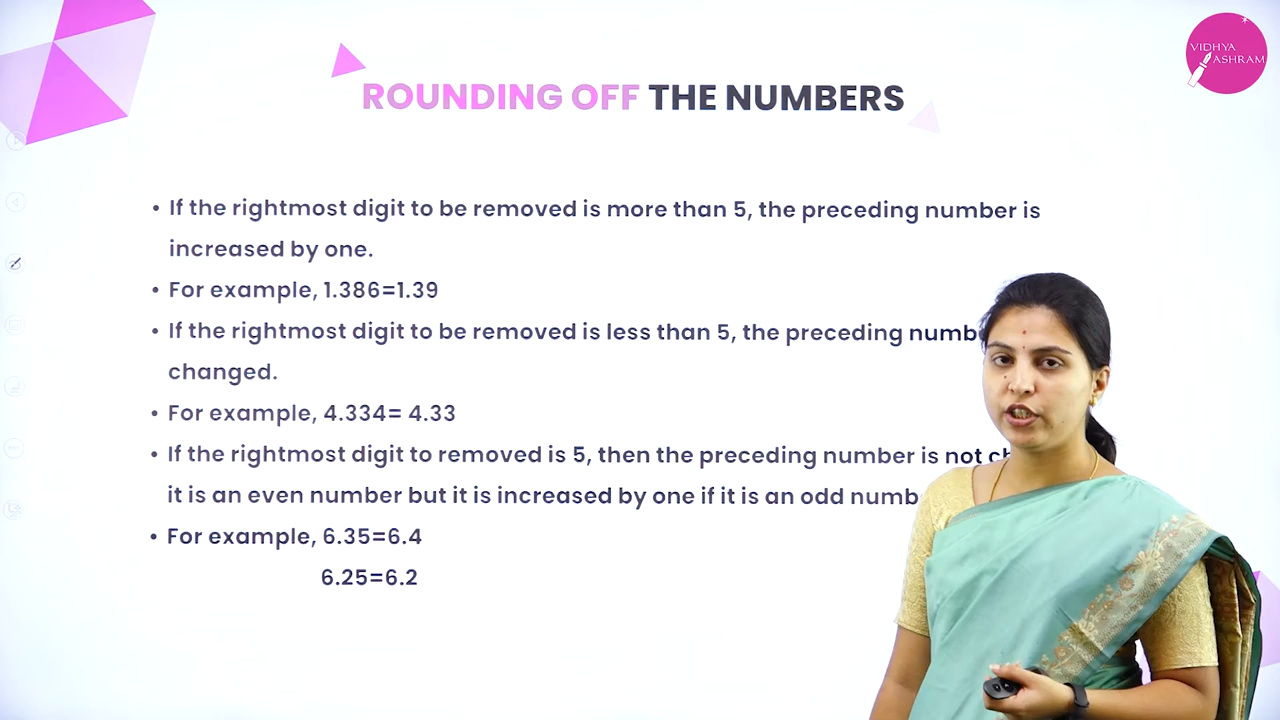 VIDHYA
ASHRAM
ROUNDING OFF THE NUMBERS
• If the rightmost digit to be removed is more than 5, the preceding number is
increased by one.
• For example, 1.386=1.39
• If the rightmost digit to be removed is less than 5, the preceding
changed.
• For example, 4.334= 4.33
• If the rightmost digit to removed is 5, then the preceding number is not
it is an even number but it is increased by one if it is an odd
• For example, 6.35=6.4
6.25=6.2